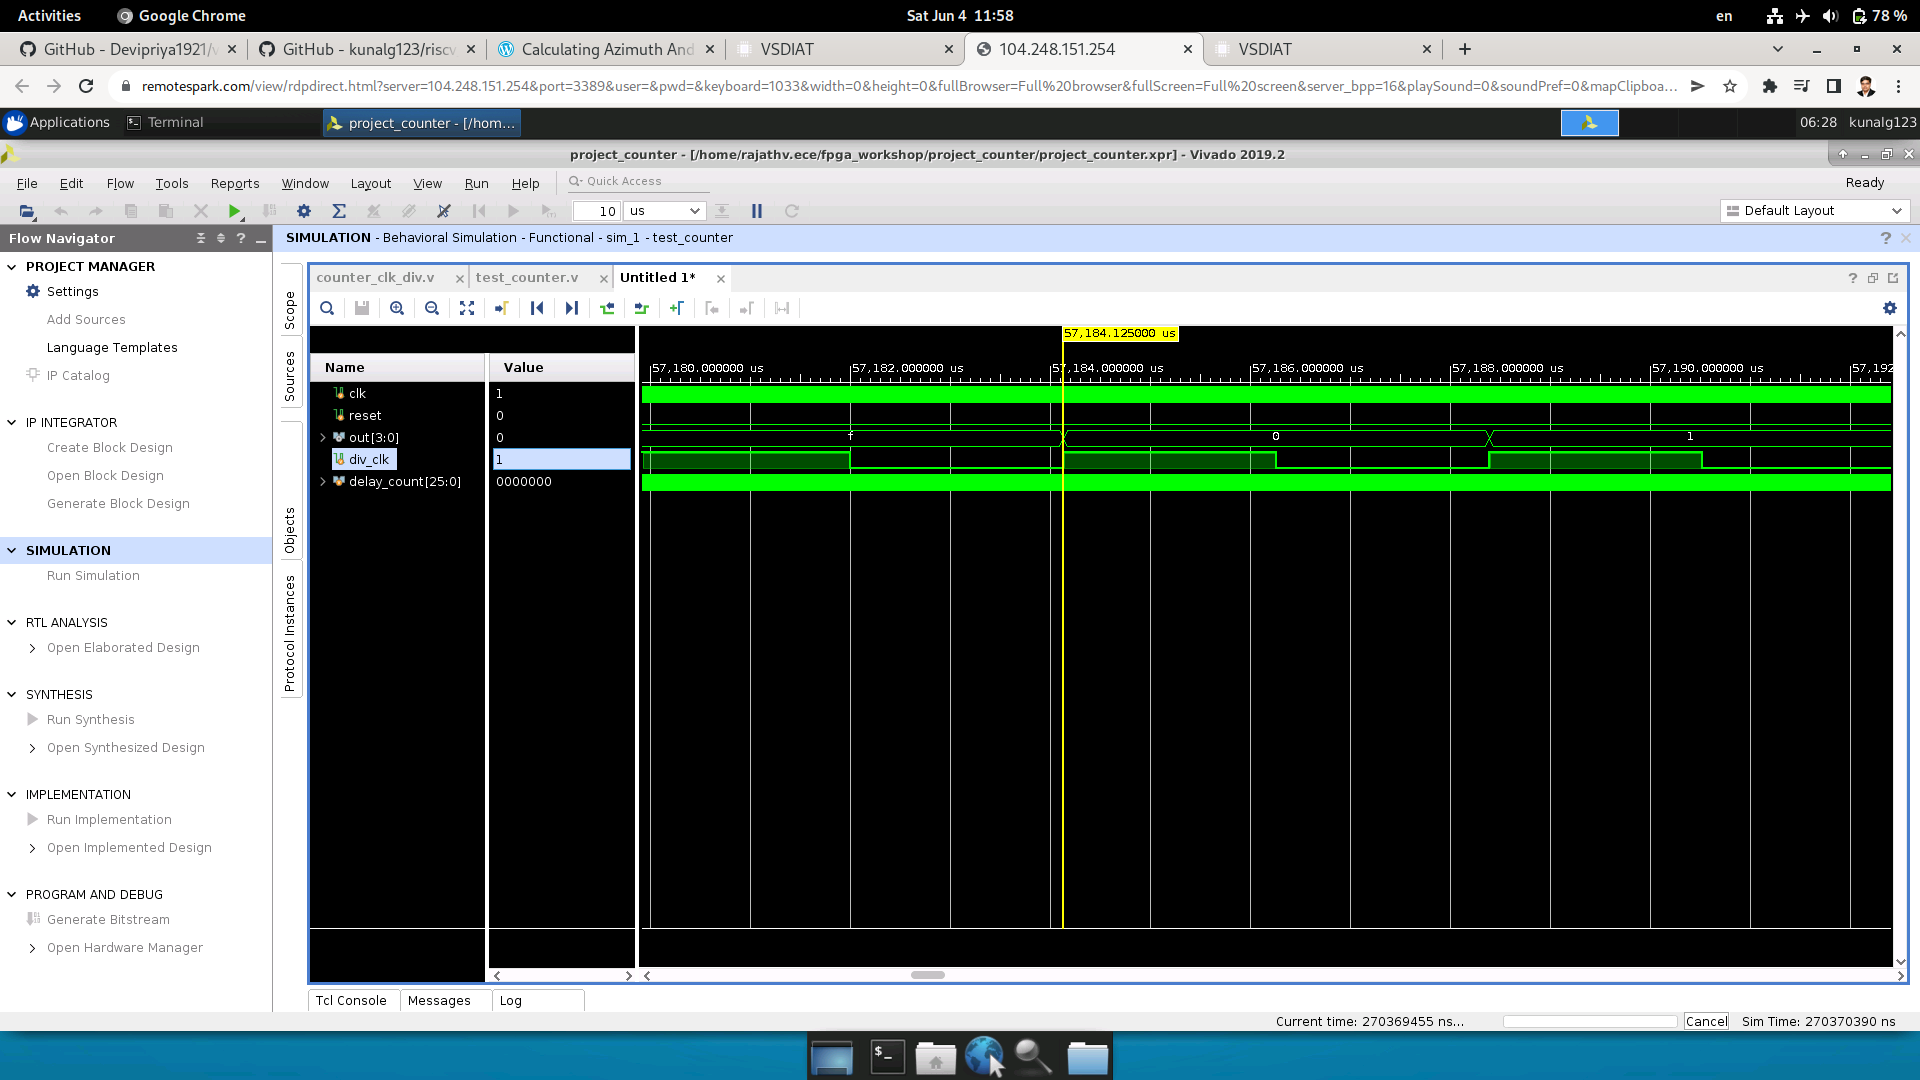 Activities Google Chrome Sat Jun 4 11:58 en 78 %
GitHub - Devipriya1921/v GitHub - kunalg123/riscv Calculating Azimuth And VSDIAT 104.248.151.254 VSDIAT
remotespark.com/view/rdpdirect.html?server=104.248.151.254&port=3389&user=&pwd=&keyboard=1033&width=0&height=0&fullBrowser=Full%20browser&fullScreen=Full%20screen&server_bpp=16&playSound=0&soundPref=0&mapClipboa...
Applications Terminal project_counter - [/hom... 06:28 kunalg123
project_counter - [/home/rajathv.ece/fpga_workshop/project_counter/project_counter.xpr] - Vivado 2019.2
File Edit Flow Tools Reports Window Layout View Run Help Quick Access Ready
10 us Default Layout
Flow Navigator
SIMULATION - Behavioral Simulation - Functional - sim_1 - test_counter
PROJECT MANAGER
Settings
Add Sources
Language Templates
IP Catalog
IP INTEGRATOR
Create Block Design
Open Block Design
Generate Block Design
SIMULATION
Run Simulation
RTL ANALYSIS
Open Elaborated Design
SYNTHESIS
Run Synthesis
Open Synthesized Design
IMPLEMENTATION
Run Implementation
Open Implemented Design
PROGRAM AND DEBUG
Generate Bitstream
Open Hardware Manager
Scope
Sources
Objects
Protocol Instances
counter_clk_div.v test_counter.v Untitled 1*
57,184.125000 us
Name Value
57,180.000000 us 57,182.000000 us 57,184.000000 us 57,186.000000 us 57,188.000000 us 57,190.000000 us 57,192
clk 1
reset 0
out[3:0] 0 f 0 1
div_clk 1
delay_count[25:0] 0000000
Tcl Console Messages Log
Current time: 270369455 ns... Cancel Sim Time: 270370390 ns